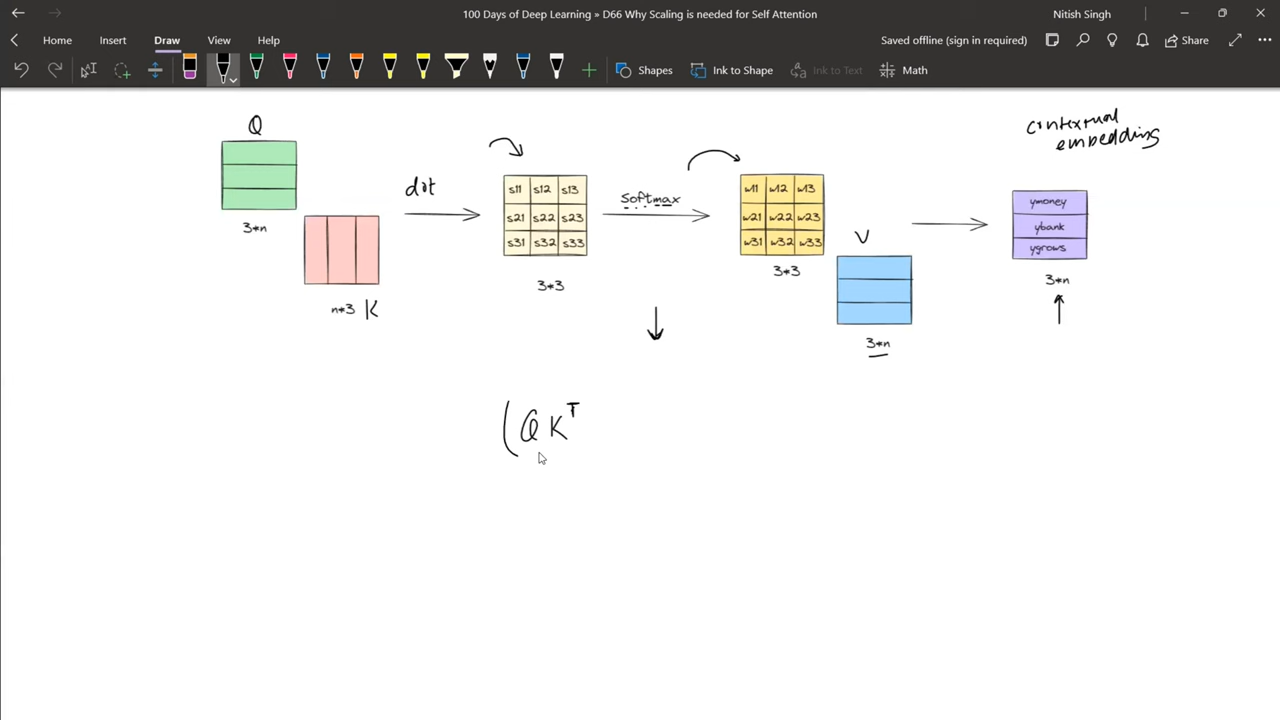 100 Days of Deep Learning » D66 Why Scaling is needed for Self Attention
Nitish Singh
Home Insert Draw View Help
Saved offline (sign in required)
Share
Shapes
Ink to Shape
Ink to Text
Math
Q
3*n
n*3 K
dot
s11 s12 s13
s21 s22 s23
s31 s32 s33
3*3
softmax
w11 w12 w13
w21 w22 w23
w31 w32 w33
3*3
V
3*n
contextual
embedding
ymoney
ybank
ygrows
3*n
(QKᵀ